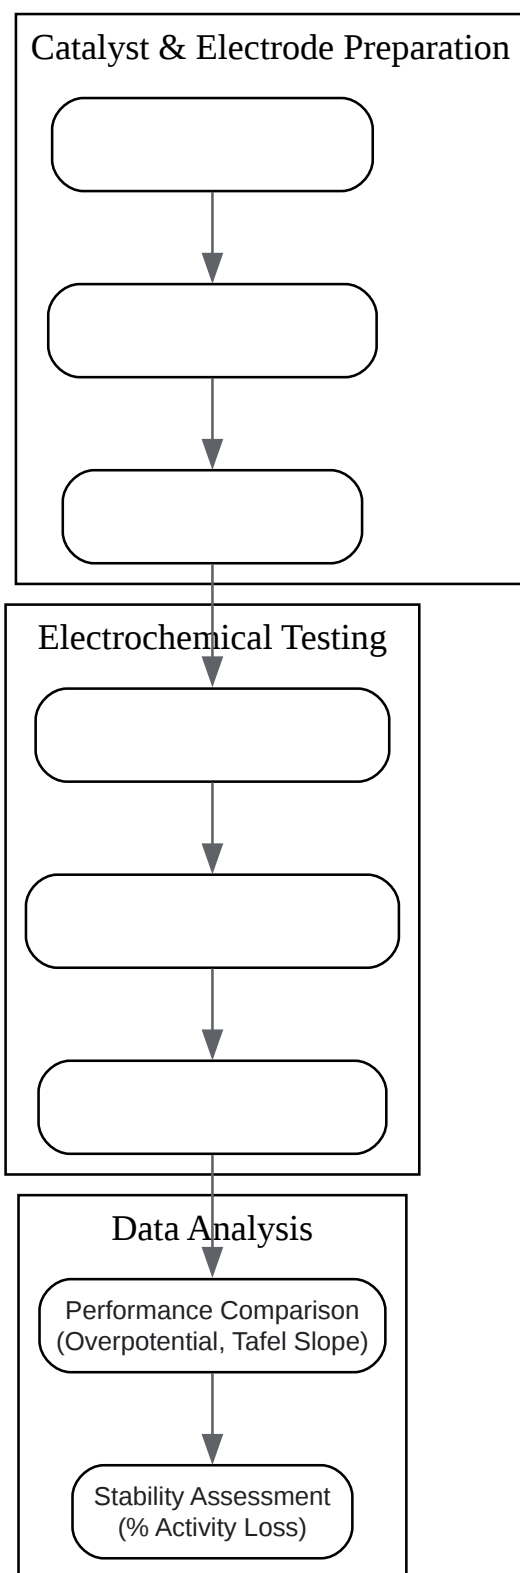 Catalyst & Electrode Preparation
Electrochemical Testing
Data Analysis
Performance Comparison
(Overpotential, Tafel Slope)
Stability Assessment
(% Activity Loss)